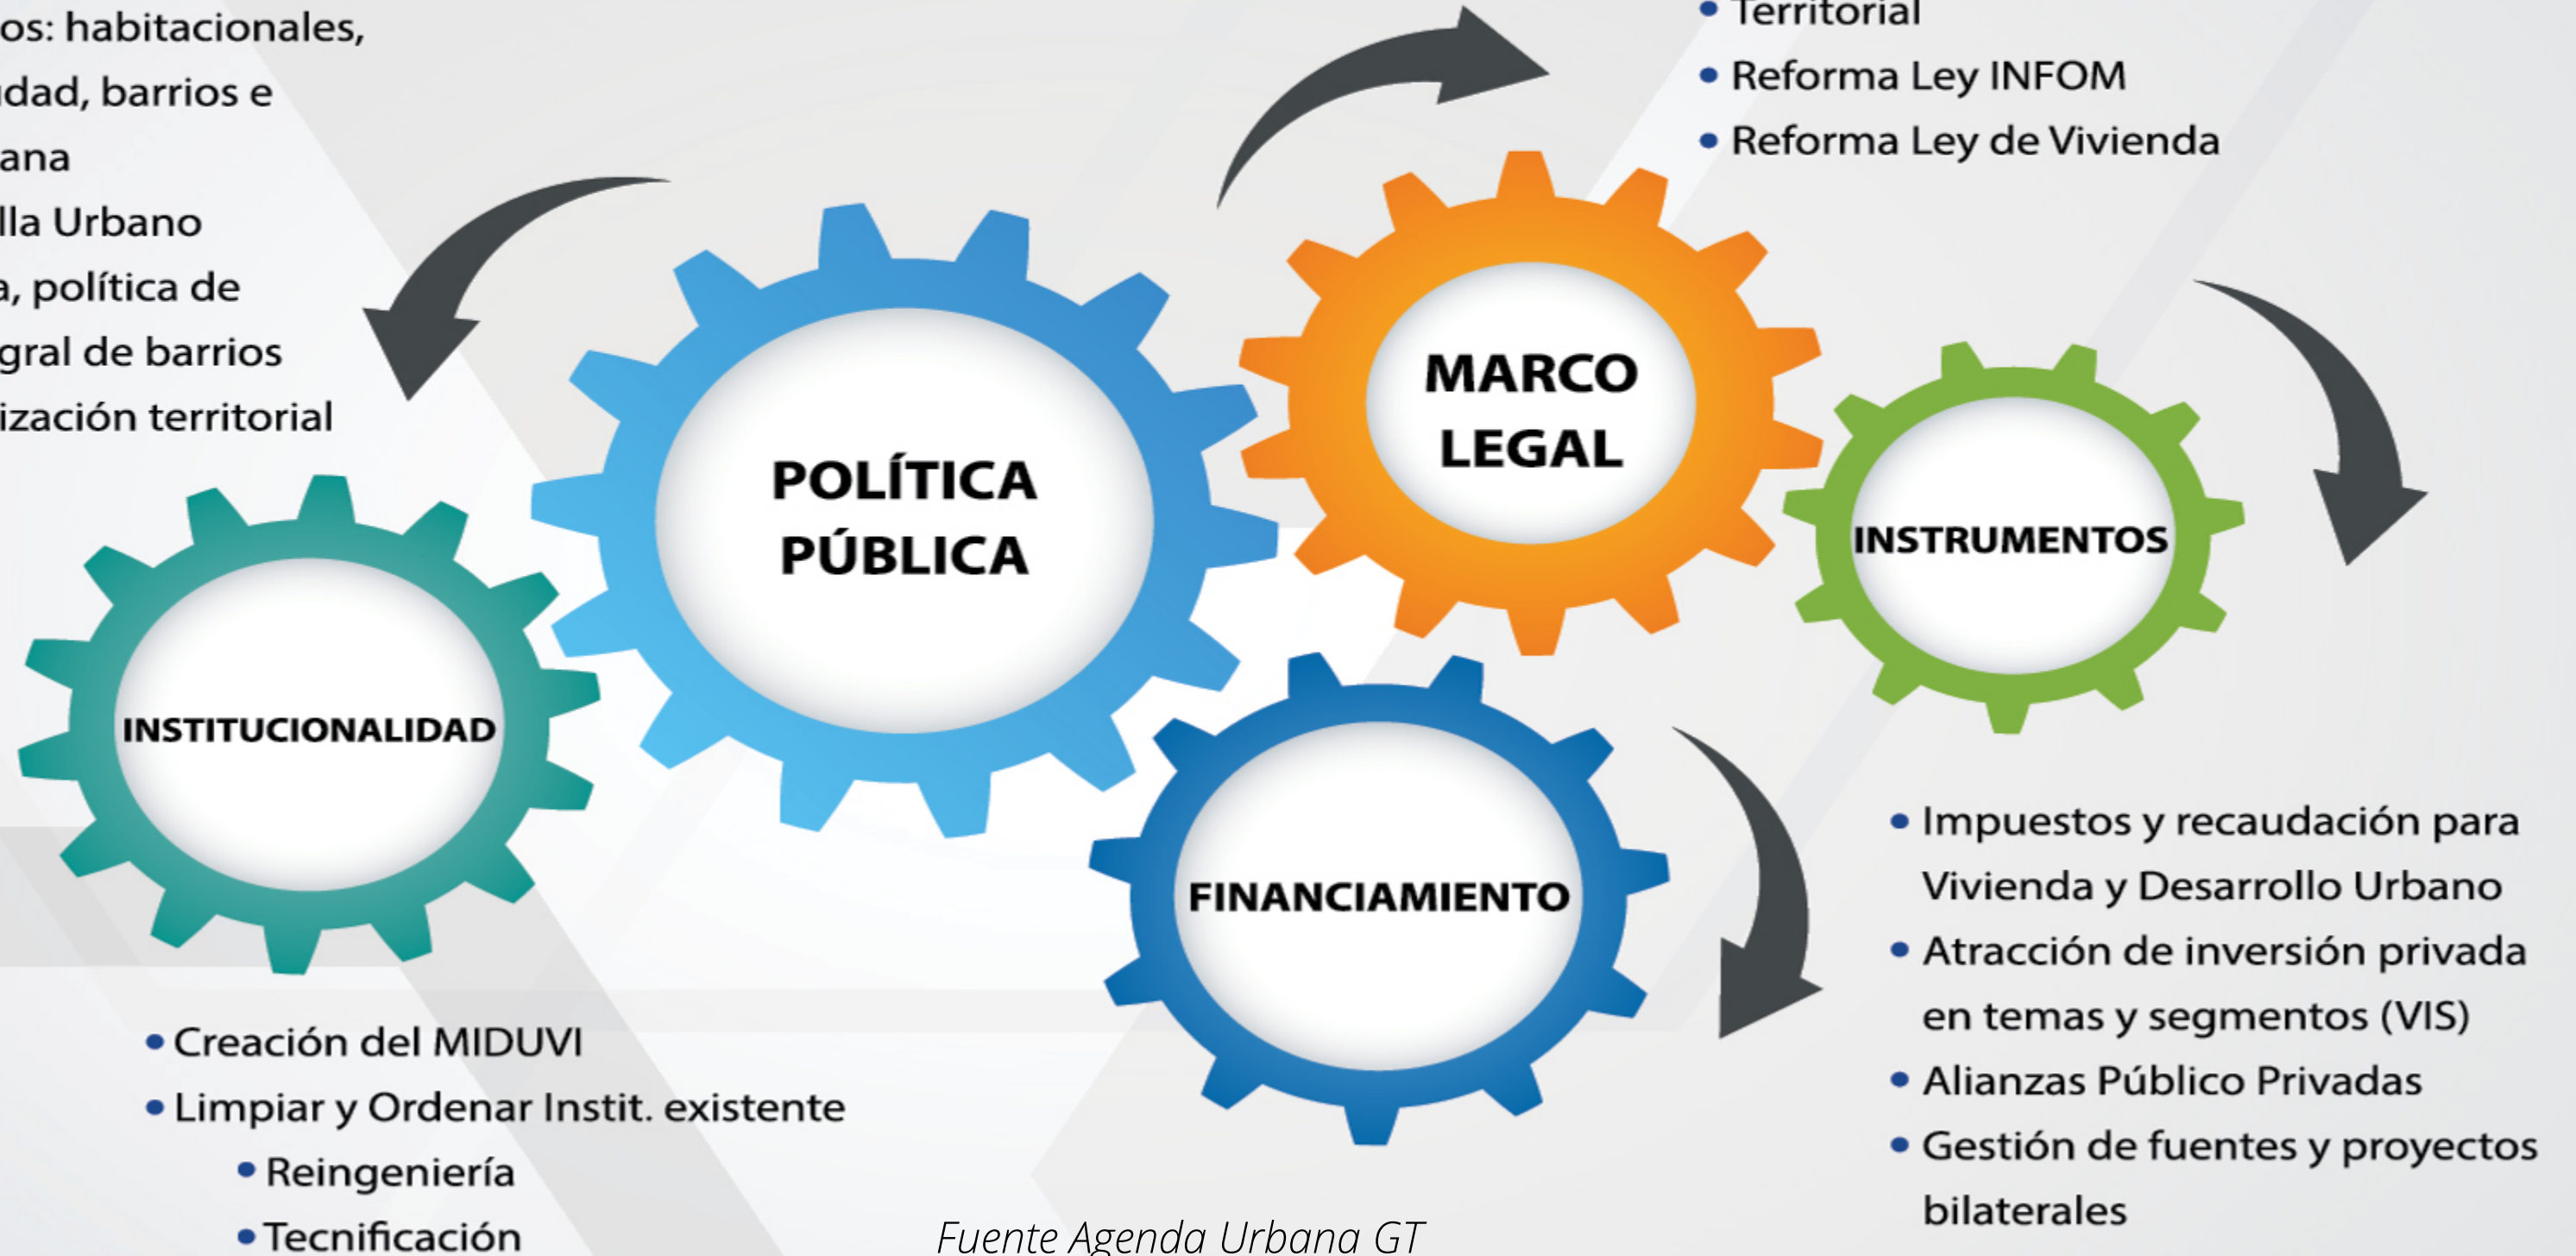 os: habitacionales,
dad, barrios e
ana
lla Urbano
a, política de
gral de barrios
ización territorial
Territorial
• Reforma Ley INFOM
• Reforma Ley de Vivienda
POLÍTICA
PÚBLICA
MARCO
LEGAL
INSTRUMENTOS
INSTITUCIONALIDAD
FINANCIAMIENTO
• Creación del MIDUVI
• Limpiar y Ordenar Instit. existente
• Reingeniería
• Tecnificación
• Impuestos y recaudación para
Vivienda y Desarrollo Urbano
• Atracción de inversión privada
en temas y segmentos (VIS)
• Alianzas Público Privadas
• Gestión de fuentes y proyectos
bilaterales
Fuente Agenda Urbana GT